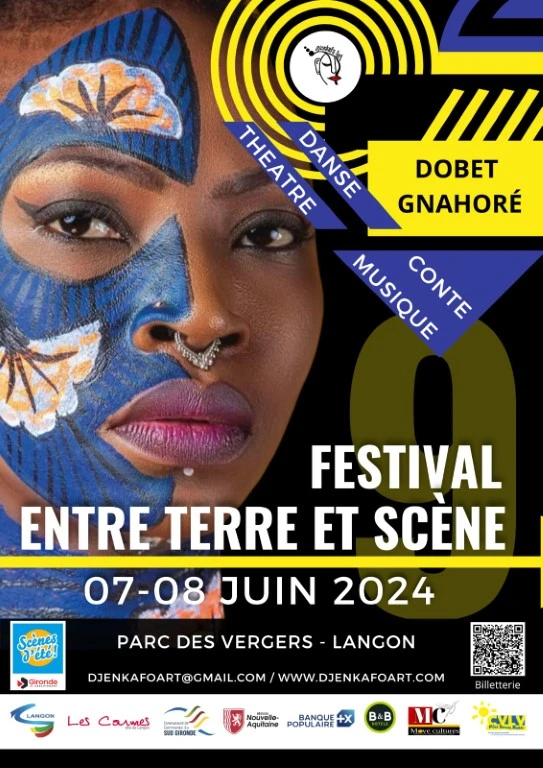 THEATRE
DANSE
DOBET
GNAHORÉ
CONTE
MUSIQUE
9
FESTIVAL
ENTRE TERRE ET SCÈNE
07-08 JUIN 2024
Scènes
d'été!
Gironde
PARC DES VERGERS - LANGON
DJENKAFOART@GMAIL.COM / WWW.DJENKAFOART.COM
Billetterie
LANGON
Les Carmes
SUD GIRONDE
RÉGION
Nouvelle-
Aquitaine
BANQUE
POPULAIRE
B&B
HOTELS
MC
Move cultures
CVLV